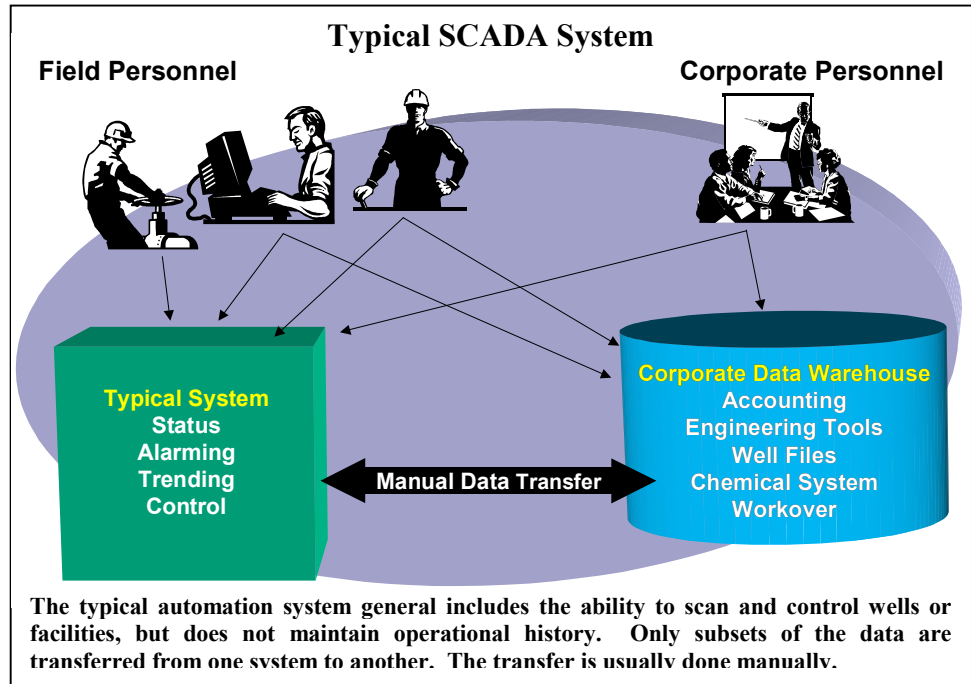 Typical SCADA System
Field Personnel
Corporate Personnel
Typical System
Status
Alarming
Trending
Control
Manual Data Transfer
Corporate Data Warehouse
Accounting
Engineering Tools
Well Files
Chemical System
Workover
The typical automation system general includes the ability to scan and control wells or
facilities, but does not maintain operational history. Only subsets of the data are
transferred from one system to another. The transfer is usually done manually.